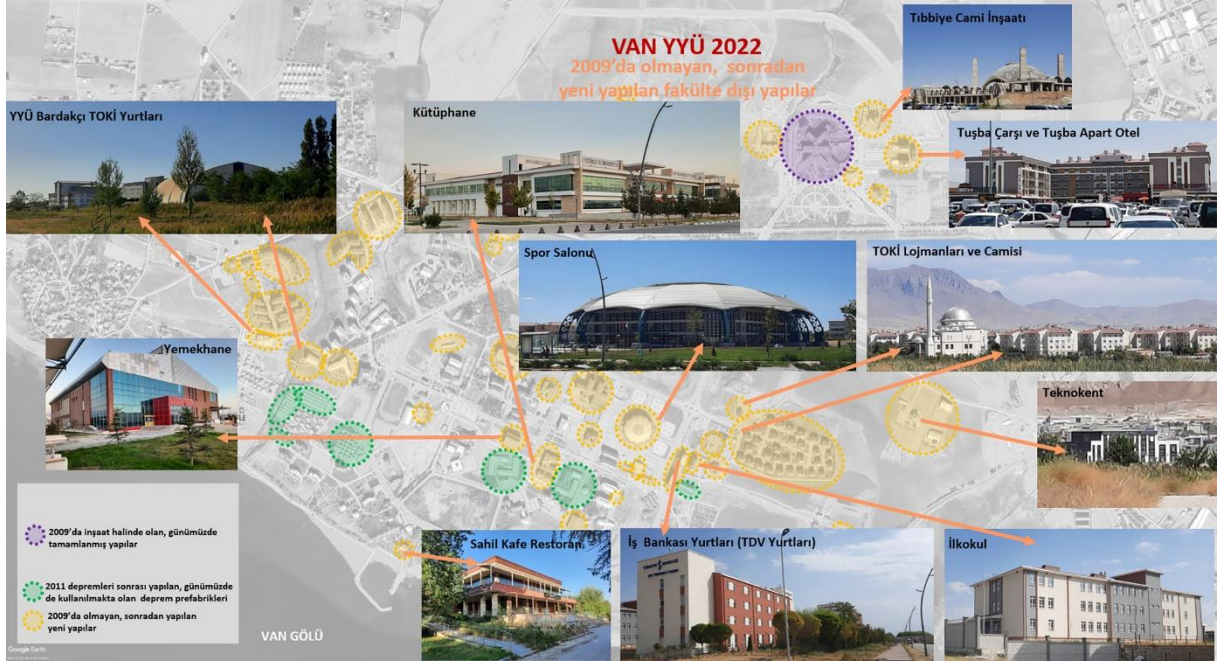 Tıbbiye Cami İnşaatı
VAN YYÜ 2022
2009'da olmayan, sonradan
yeni yapılan fakülte dışı yapılar
YYÜ Bardakçı TOKİ Yurtları
Kütüphane
Tuşba Çarşı ve Tuşba Apart Otel
Spor Salonu
TOKİ Lojmanları ve Camisi
Yemekhane
Teknokent
2009'da inşaat halinde olan, günümüzde
tamamlanmış yapılar
2011 depremleri sonrası yapılan, günümüzde
de kullanılmakta olan deprem prefabrikleri
2009'da olmayan, sonradan yapılan
yeni yapılar
Sahil Kafe Restoran
İş Bankası Yurtları (TDV Yurtları)
İlkokul
VAN GÖLÜ
Google Earth